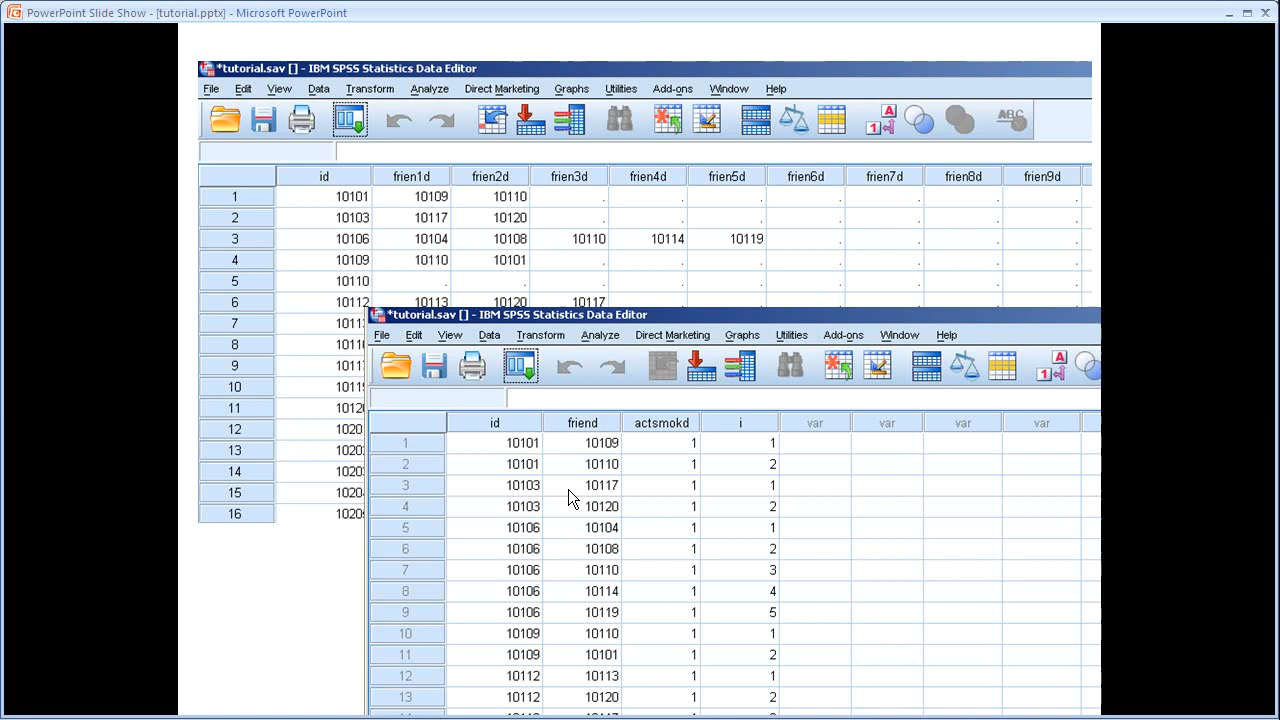 PowerPoint Slide Show - [tutorial.pptx] - Microsoft PowerPoint
*tutorial.sav [] - IBM SPSS Statistics Data Editor
File Edit View Data Transform Analyze Direct Marketing Graphs Utilities Add-ons Window Help
id frien1d frien2d frien3d frien4d frien5d frien6d frien7d frien8d frien9d
1 10101 10109 10110 . . . . . . .
2 10103 10117 10120 . . . . . . .
3 10106 10104 10108 10110 10114 10119 . . . .
4 10109 10110 10101 . . . . . . .
5 10110 . . . . . . . . .
6 10112 10113 10120 10117 . . . . . .
7
8
9
10
11
12
13
14
15
16
*tutorial.sav [] - IBM SPSS Statistics Data Editor
File Edit View Data Transform Analyze Direct Marketing Graphs Utilities Add-ons Window Help
id friend actsmokd i var var var var
1 10101 10109 1 1
2 10101 10110 1 2
3 10103 10117 1 1
4 10103 10120 1 2
5 10106 10104 1 1
6 10106 10108 1 2
7 10106 10110 1 3
8 10106 10114 1 4
9 10106 10119 1 5
10 10109 10110 1 1
11 10109 10101 1 2
12 10112 10113 1 1
13 10112 10120 1 2